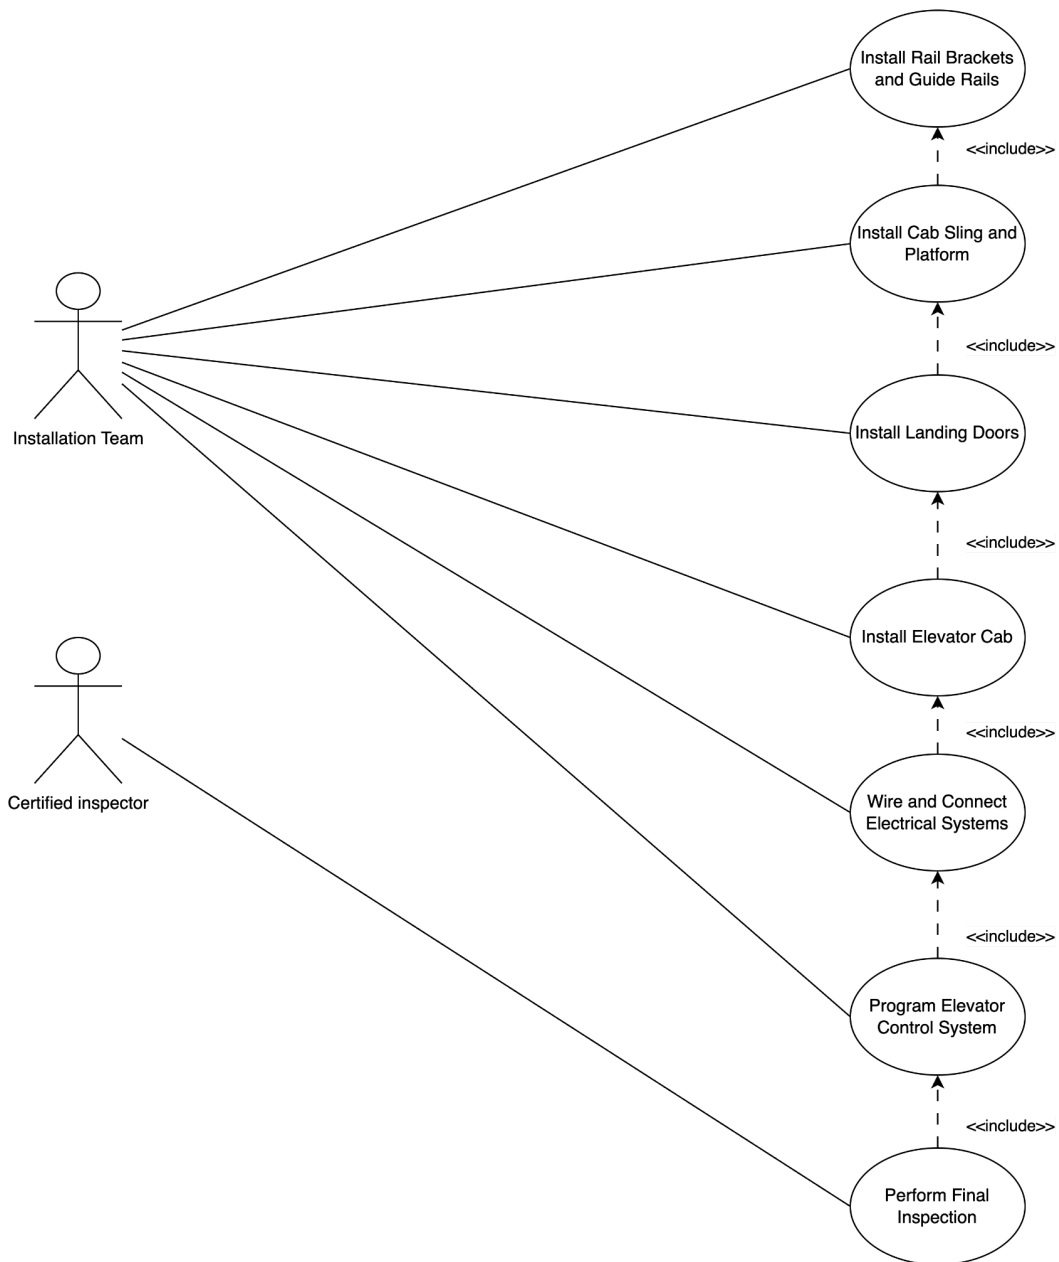 Install Rail Brackets
and Guide Rails
<<include>>
Install Cab Sling and
Platform
<<include>>
Installation Team
Install Landing Doors
<<include>>
Install Elevator Cab
<<include>>
Certified inspector
Wire and Connect
Electrical Systems
<<include>>
Program Elevator
Control System
<<include>>
Perform Final
Inspection